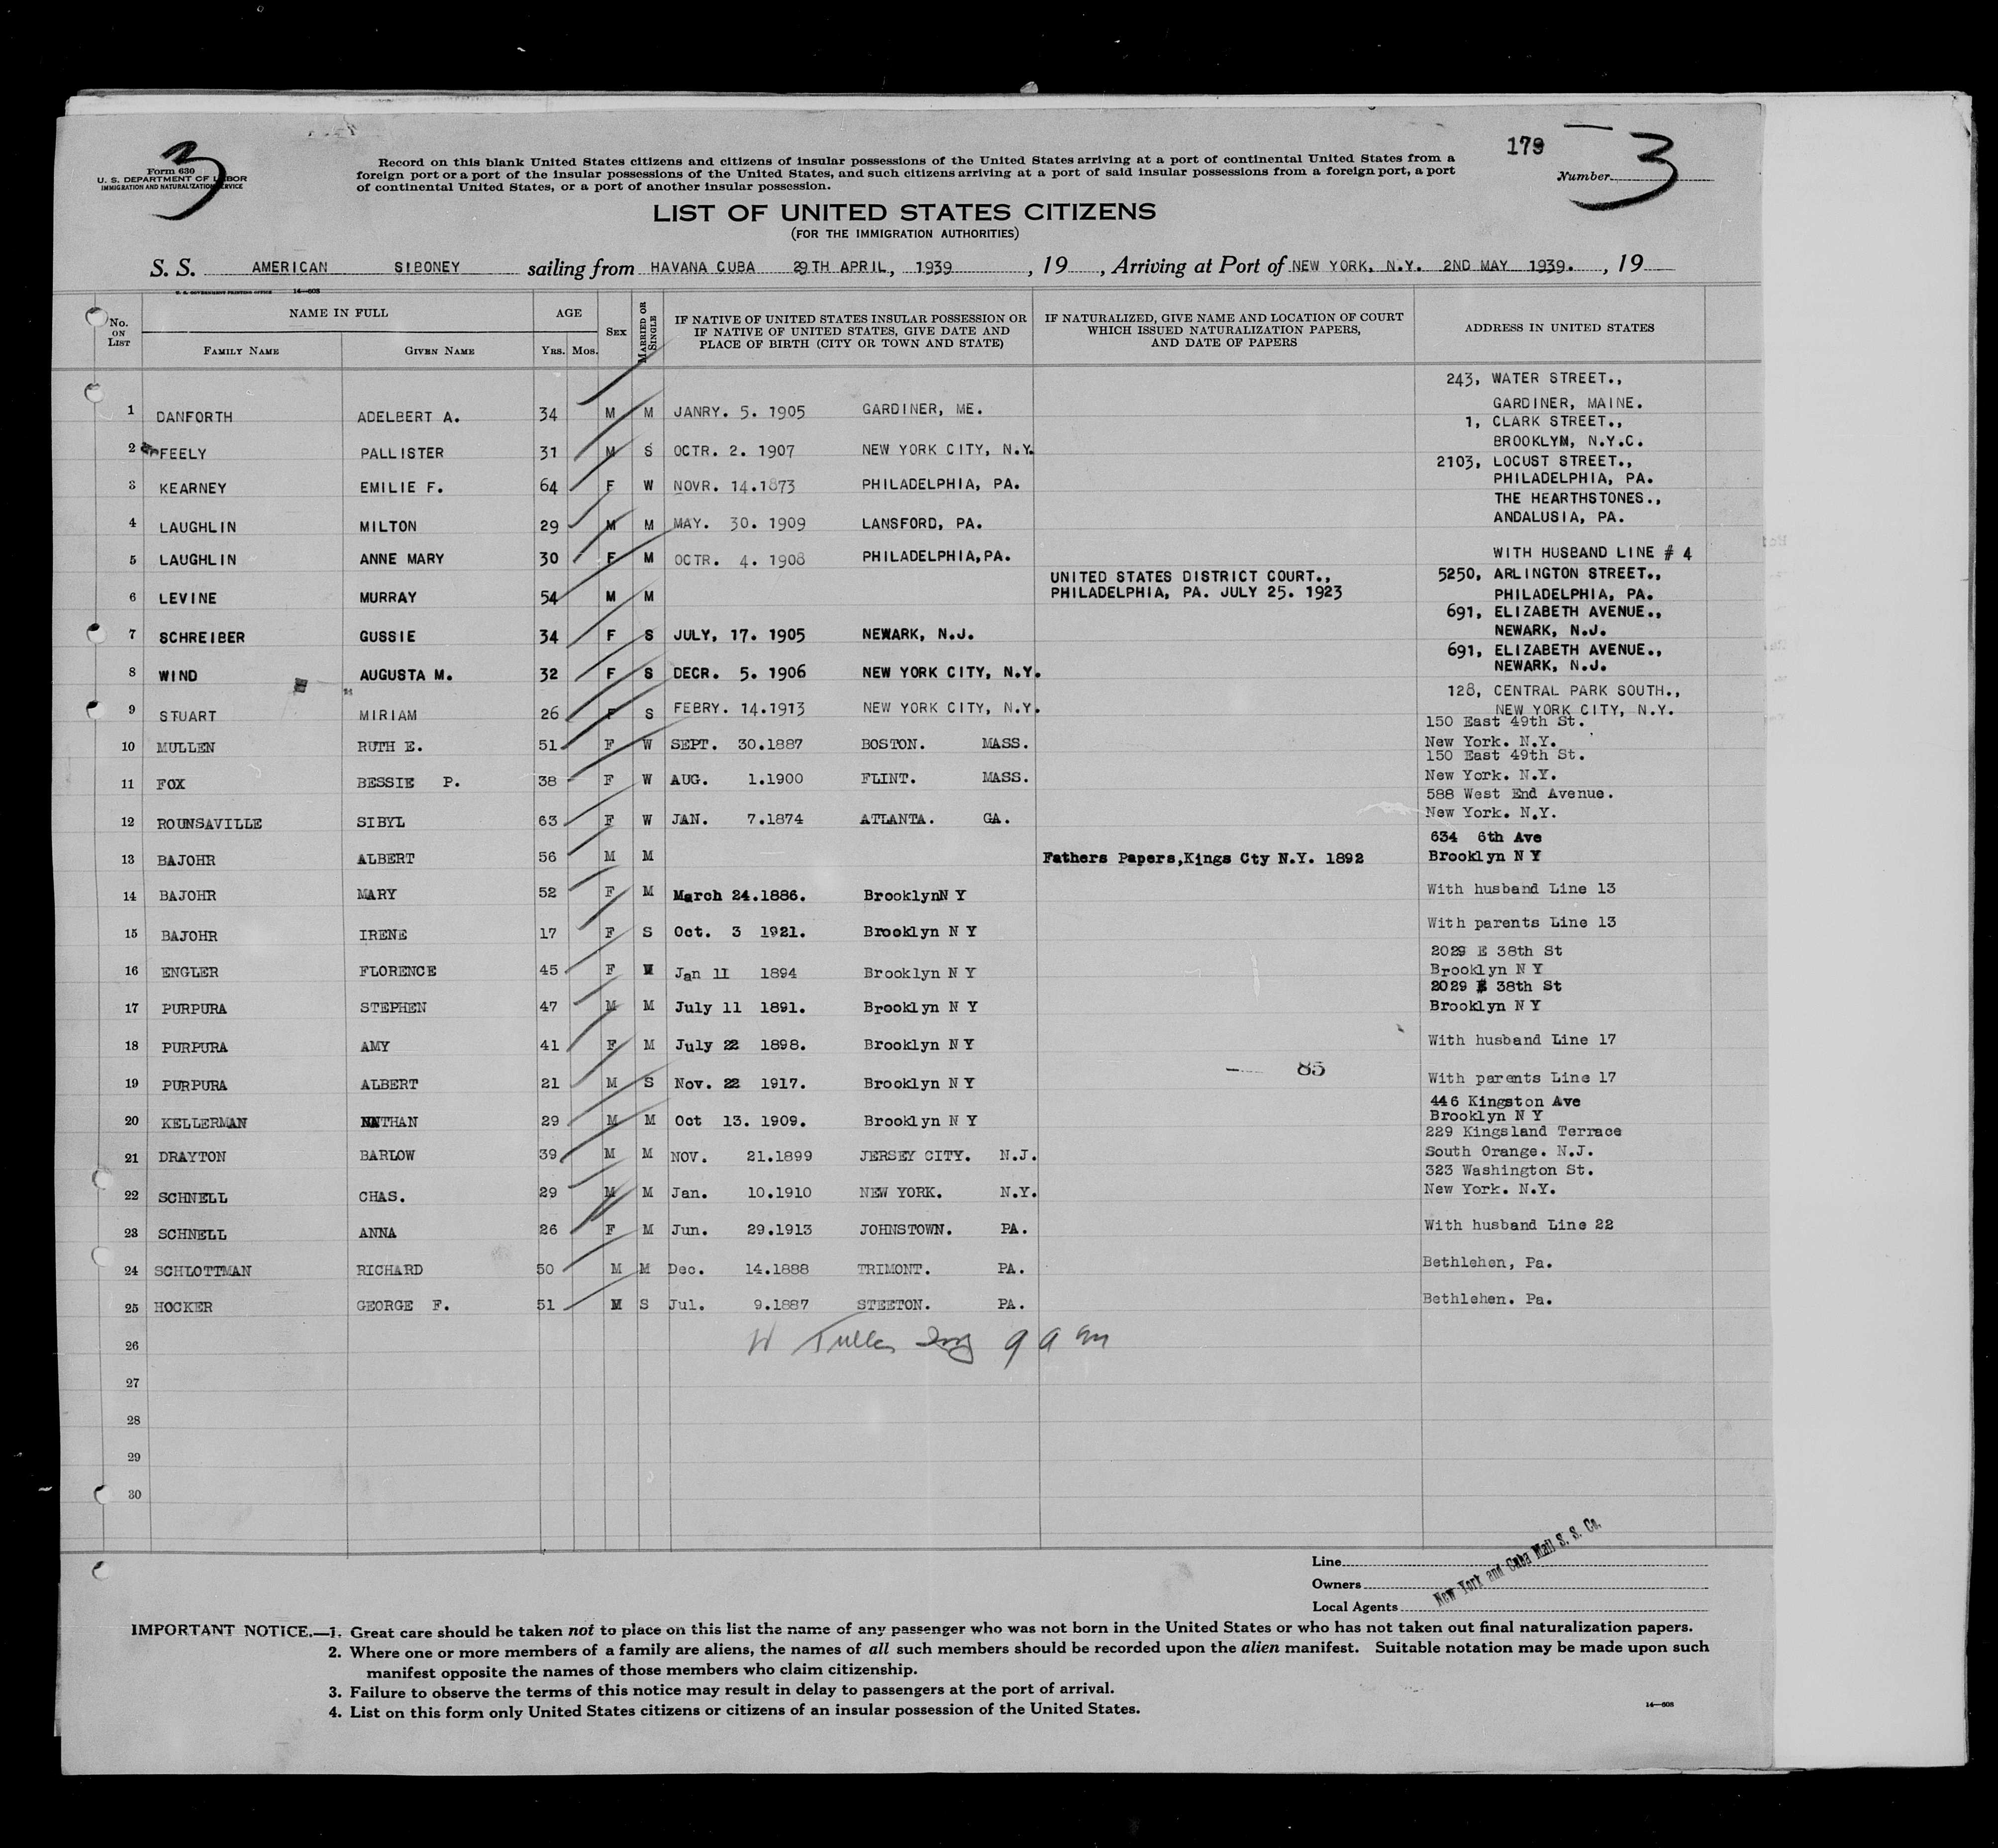 179
3
3
Form 630
U. S. DEPARTMENT OF LABOR
IMMIGRATION AND NATURALIZATION SERVICE
Record on this blank United States citizens and citizens of insular possessions of the United States arriving at a port of continental United States from a
foreign port or a port of the insular possessions of the United States, and such citizens arriving at a port of said insular possessions from a foreign port, a port
of continental United States, or a port of another insular possession.
Number
LIST OF UNITED STATES CITIZENS
(FOR THE IMMIGRATION AUTHORITIES)
S. S. AMERICAN SIBONEY sailing from HAVANA CUBA 29TH APRIL, 1939, 19, Arriving at Port of NEW YORK, N.Y. 2ND MAY 1939., 19
U. S. GOVERNMENT PRINTING OFFICE 14—608
No. ON LIST NAME IN FULL FAMILY NAME GIVEN NAME AGE YRS. MOS. SEX MARRIED OR SINGLE IF NATIVE OF UNITED STATES INSULAR POSSESSION OR IF NATIVE OF UNITED STATES, GIVE DATE AND PLACE OF BIRTH (CITY OR TOWN AND STATE) IF NATURALIZED, GIVE NAME AND LOCATION OF COURT WHICH ISSUED NATURALIZATION PAPERS, AND DATE OF PAPERS ADDRESS IN UNITED STATES
243, WATER STREET.,
1 DANFORTH ADELBERT A. 34 M M JANRY. 5. 1905 GARDINER, ME. GARDINER, MAINE.
1, CLARK STREET.,
2 FEELY PALLISTER 31 M S OCTR. 2. 1907 NEW YORK CITY, N.Y. BROOKLYM, N.Y.C.
2103, LOCUST STREET.,
3 KEARNEY EMILIE F. 64 F W NOVR. 14.1873 PHILADELPHIA, PA. PHILADELPHIA, PA.
THE HEARTHSTONES.,
4 LAUGHLIN MILTON 29 M M MAY. 30. 1909 LANSFORD, PA. ANDALUSIA, PA.
5 LAUGHLIN ANNE MARY 30 F M OCTR. 4. 1908 PHILADELPHIA,PA. WITH HUSBAND LINE # 4
UNITED STATES DISTRICT COURT., 5250, ARLINGTON STREET.,
6 LEVINE MURRAY 54 M M PHILADELPHIA, PA. JULY 25. 1923 PHILADELPHIA, PA.
691, ELIZABETH AVENUE.,
7 SCHREIBER GUSSIE 34 F S JULY, 17. 1905 NEWARK, N.J. NEWARK, N.J.
691, ELIZABETH AVENUE.,
8 WIND AUGUSTA M. 32 F S DECR. 5. 1906 NEW YORK CITY, N.Y. NEWARK, N.J.
128, CENTRAL PARK SOUTH.,
9 STUART MIRIAM 26 F S FEBRY. 14.1913 NEW YORK CITY, N.Y. NEW YORK CITY, N.Y.
150 East 49th St.
10 MULLEN RUTH E. 51 F W SEPT. 30.1887 BOSTON. MASS. New York. N.Y.
150 East 49th St.
11 FOX BESSIE P. 38 F W AUG. 1.1900 FLINT. MASS. New York. N.Y.
588 West End Avenue.
12 ROUNSAVILLE SIBYL 63 F W JAN. 7.1874 ATLANTA. GA. New York. N.Y.
634 6th Ave
13 BAJOHR ALBERT 56 M M Fathers Papers,Kings Cty N.Y. 1892 Brooklyn N Y
14 BAJOHR MARY 52 F M March 24.1886. BrooklynN Y With husband Line 13
15 BAJOHR IRENE 17 F S Oct. 3 1921. Brooklyn N Y With parents Line 13
2029 E 38th St
16 ENGLER FLORENCE 45 F M Jan 11 1894 Brooklyn N Y Brooklyn N Y
2029 E 38th St
17 PURPURA STEPHEN 47 M M July 11 1891. Brooklyn N Y Brooklyn N Y
18 PURPURA AMY 41 F M July 22 1898. Brooklyn N Y With husband Line 17
85
19 PURPURA ALBERT 21 M S Nov. 22 1917. Brooklyn N Y With parents Line 17
446 Kingston Ave
20 KELLERMAN NATHAN 29 M M Oct 13. 1909. Brooklyn N Y Brooklyn N Y
229 Kingsland Terrace
21 DRAYTON BARLOW 39 M M NOV. 21.1899 JERSEY CITY. N.J. South Orange. N.J.
323 Washington St.
22 SCHNELL CHAS. 29 M M Jan. 10.1910 NEW YORK. N.Y. New York. N.Y.
23 SCHNELL ANNA 26 F M Jun. 29.1913 JOHNSTOWN. PA. With husband Line 22
24 SCHLOTTMAN RICHARD 50 M M Dec. 14.1888 TRIMONT. PA. Bethlehen, Pa.
25 HOCKER GEORGE F. 51 M S Jul. 9.1887 STEETON. PA. Bethlehen. Pa.
26
27
28
29
30
Line
Owners
Local Agents
New York and Cuba Mail S. S. Co.
IMPORTANT NOTICE.—1. Great care should be taken not to place on this list the name of any passenger who was not born in the United States or who has not taken out final naturalization papers.
2. Where one or more members of a family are aliens, the names of all such members should be recorded upon the alien manifest. Suitable notation may be made upon such
manifest opposite the names of those members who claim citizenship.
3. Failure to observe the terms of this notice may result in delay to passengers at the port of arrival.
4. List on this form only United States citizens or citizens of an insular possession of the United States.
14—608